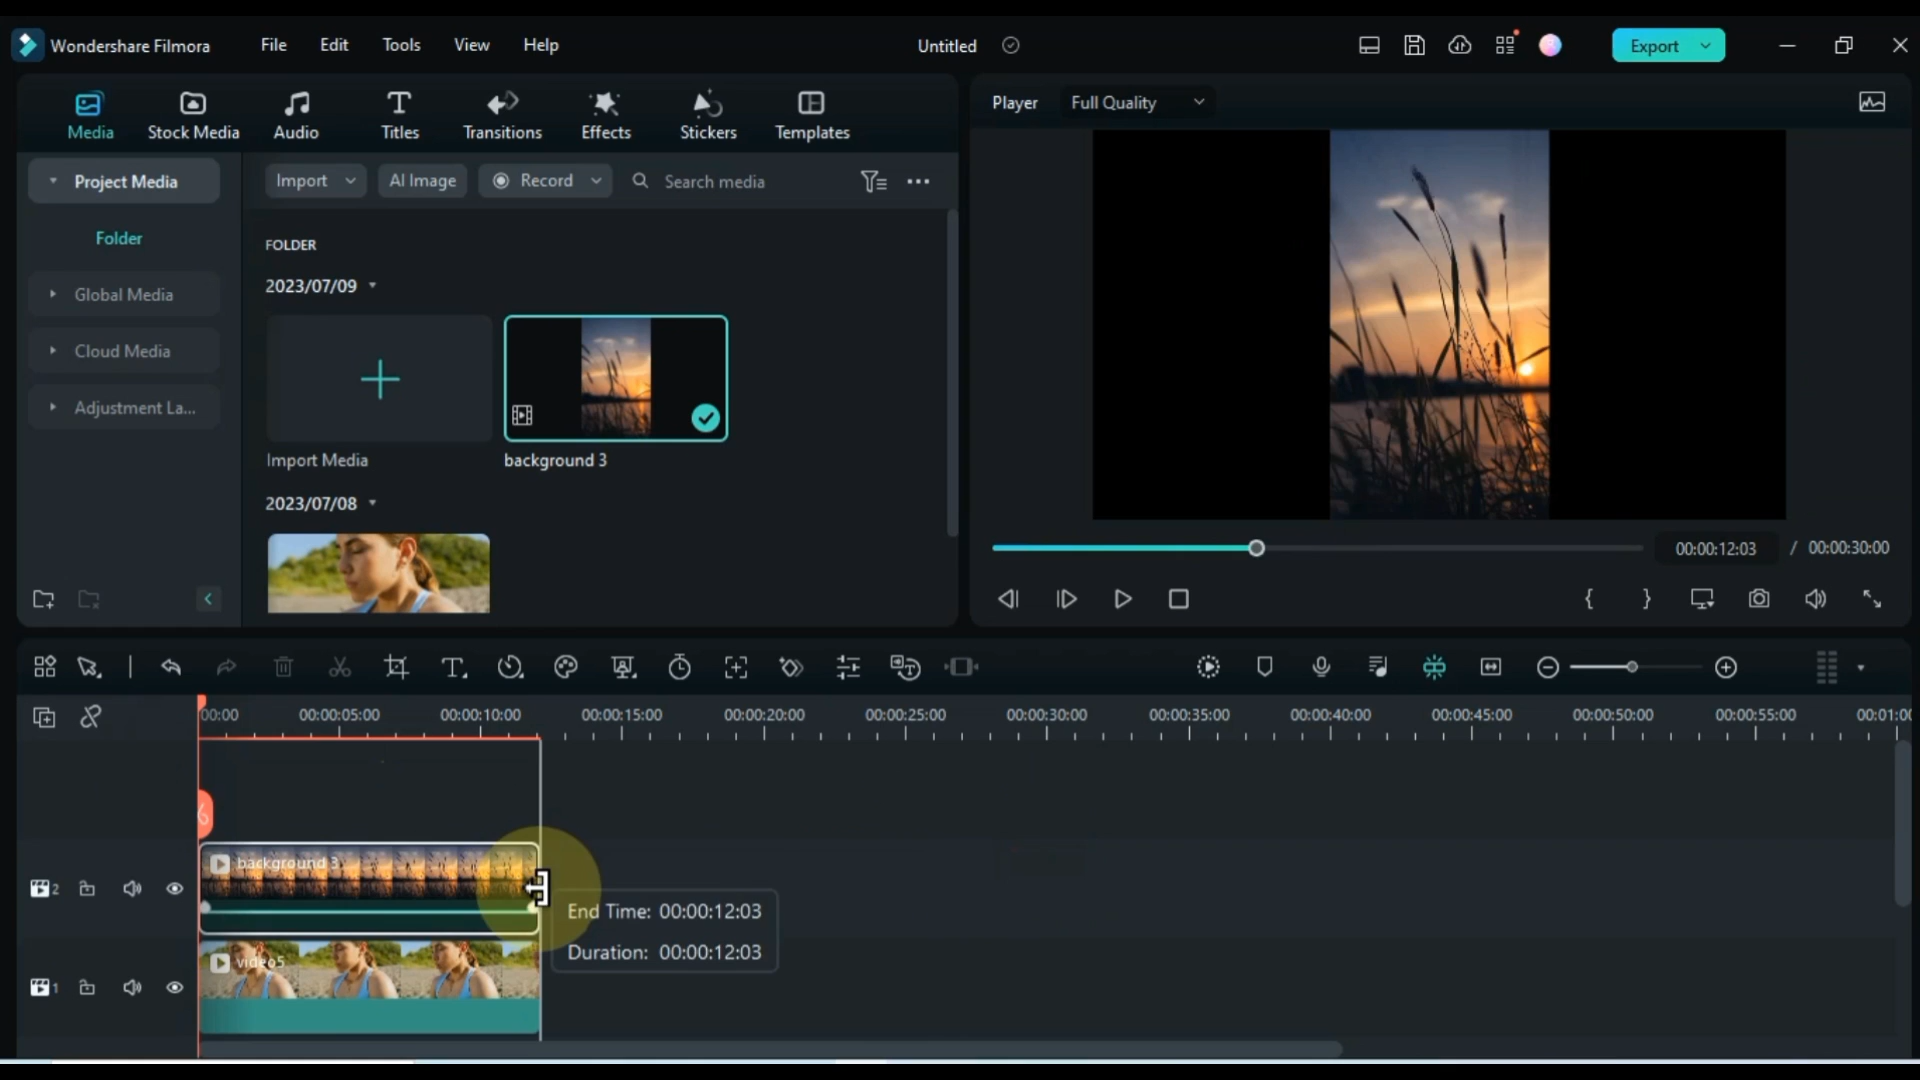 Wondershare Filmora File Edit Tools View Help Untitled Export
Media Stock Media Audio Titles Transitions Effects Stickers Templates
Player Full Quality
Project Media
Import AI Image Record Search media
Folder
FOLDER
Global Media
2023/07/09
Cloud Media
Adjustment La...
Import Media background 3
2023/07/08
00:00:12:03 / 00:00:30:00
00:00 00:00:05:00 00:00:10:00 00:00:15:00 00:00:20:00 00:00:25:00 00:00:30:00 00:00:35:00 00:00:40:00 00:00:45:00 00:00:50:00 00:00:55:00 00:01:00
background 3
2
End Time: 00:00:12:03
Duration: 00:00:12:03
video5
1